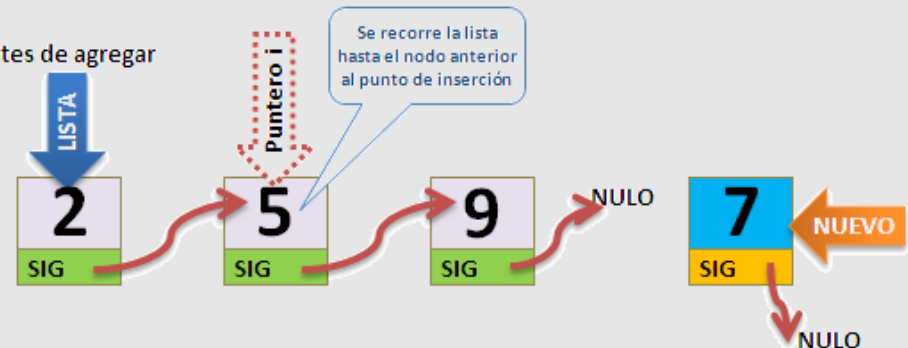 tes de agregar
LISTA
Puntero i
Se recorre la lista
hasta el nodo anterior
al punto de inserción
2
SIG
5
SIG
9
SIG
NULO
7
SIG
NUEVO
NULO